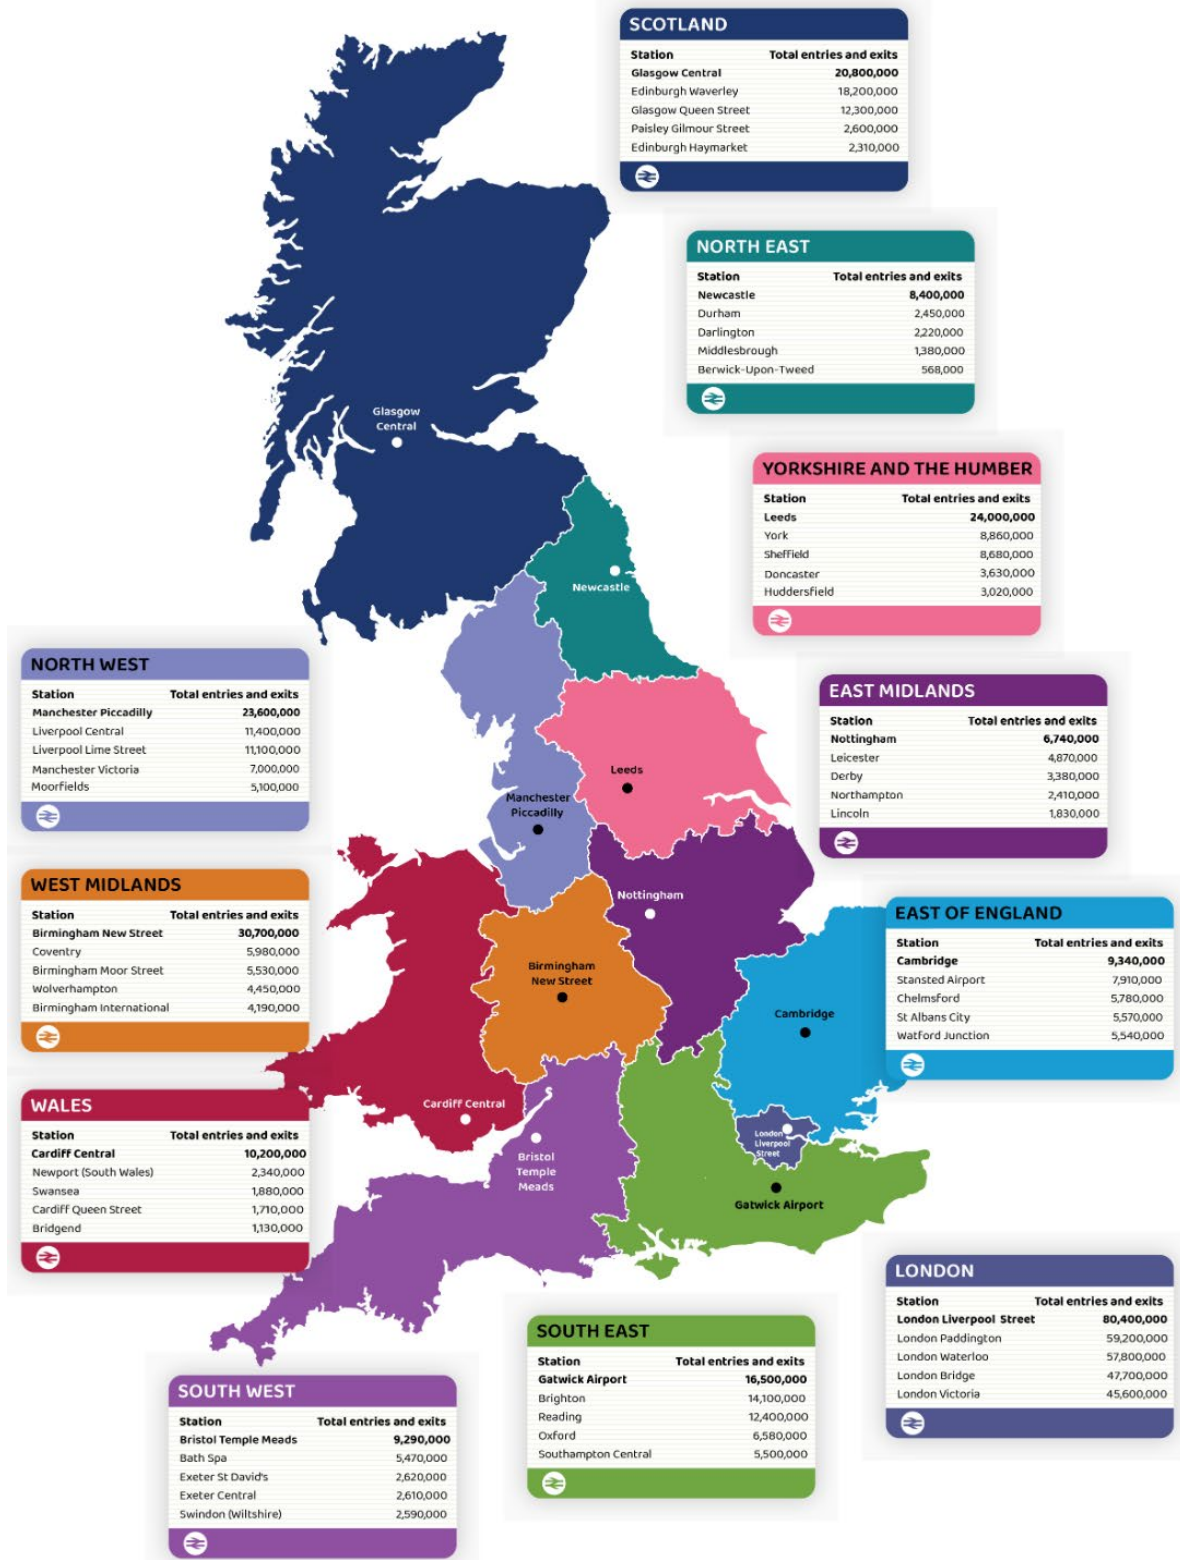 SCOTLAND
Station Total entries and exits
Glasgow Central 20,800,000
Edinburgh Waverley 18,200,000
Glasgow Queen Street 12,300,000
Paisley Gilmour Street 2,600,000
Edinburgh Haymarket 2,310,000
NORTH EAST
Station Total entries and exits
Newcastle 8,400,000
Durham 2,450,000
Darlington 2,220,000
Middlesbrough 1,380,000
Berwick-Upon-Tweed 568,000
Glasgow
Central
YORKSHIRE AND THE HUMBER
Station Total entries and exits
Leeds 24,000,000
York 8,860,000
Sheffield 8,680,000
Doncaster 3,630,000
Huddersfield 3,020,000
Newcastle
NORTH WEST
Station Total entries and exits
Manchester Piccadilly 23,600,000
Liverpool Central 11,400,000
Liverpool Lime Street 11,100,000
Manchester Victoria 7,000,000
Moorfields 5,100,000
EAST MIDLANDS
Station Total entries and exits
Nottingham 6,740,000
Leicester 4,870,000
Derby 3,380,000
Northampton 2,410,000
Lincoln 1,830,000
Leeds
Manchester
Piccadilly
WEST MIDLANDS
Station Total entries and exits
Birmingham New Street 30,700,000
Coventry 5,980,000
Birmingham Moor Street 5,530,000
Wolverhampton 4,450,000
Birmingham International 4,190,000
Nottingham
EAST OF ENGLAND
Station Total entries and exits
Cambridge 9,340,000
Stansted Airport 7,910,000
Chelmsford 5,780,000
St Albans City 5,570,000
Watford Junction 5,540,000
Birmingham
New Street
Cambridge
WALES
Station Total entries and exits
Cardiff Central 10,200,000
Newport (South Wales) 2,340,000
Swansea 1,880,000
Cardiff Queen Street 1,710,000
Bridgend 1,130,000
Cardiff Central
Bristol
Temple
Meads
London
Liverpool
Street
Gatwick Airport
LONDON
Station Total entries and exits
London Liverpool Street 80,400,000
London Paddington 59,200,000
London Waterloo 57,800,000
London Bridge 47,700,000
London Victoria 45,600,000
SOUTH EAST
Station Total entries and exits
Gatwick Airport 16,500,000
Brighton 14,100,000
Reading 12,400,000
Oxford 6,580,000
Southampton Central 5,500,000
SOUTH WEST
Station Total entries and exits
Bristol Temple Meads 9,290,000
Bath Spa 5,470,000
Exeter St David's 2,620,000
Exeter Central 2,610,000
Swindon (Wiltshire) 2,590,000